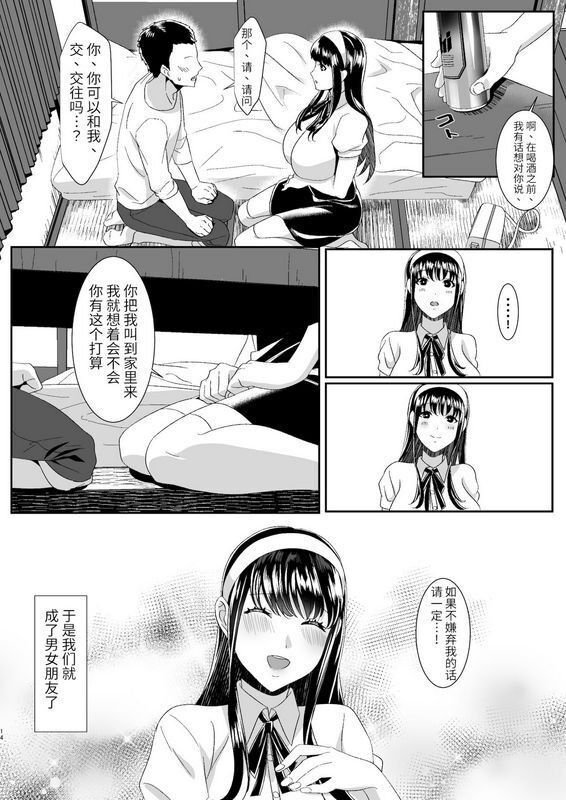 啊、在喝酒之前、
我有话想对你说、
那个、请、请问
你、你可以和我、
交、交往吗…？
……！
你把我叫到家里来
我就想着会不会
你有这个打算
如果不嫌弃我的话
请一定…！
于是我们就
成了男女朋友了
14